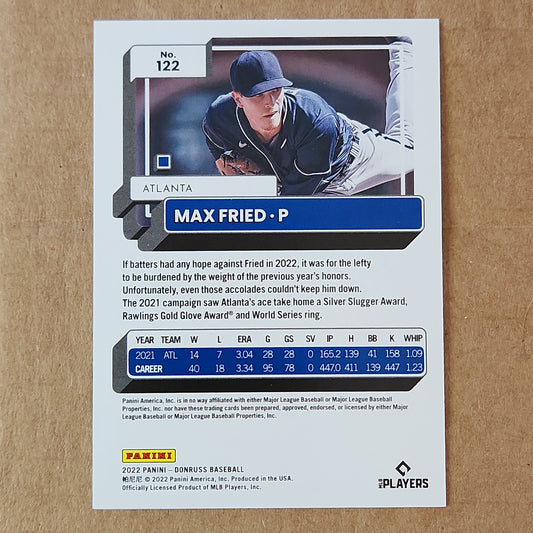 No.
122
ATLANTA
MAX FRIED • P
If batters had any hope against Fried in 2022, it was for the lefty
to be burdened by the weight of the previous year's honors.
Unfortunately, even those accolades couldn't keep him down.
The 2021 campaign saw Atlanta's ace take home a Silver Slugger Award,
Rawlings Gold Glove Award® and World Series ring.
YEAR TEAM W L ERA G GS SV IP H BB K WHIP
2021 ATL 14 7 3.04 28 28 0 165.2 139 41 158 1.09
CAREER 40 18 3.34 95 78 0 447.0 411 139 447 1.23
Panini America, Inc. is in no way affiliated with either Major League Baseball or Major League Baseball
Properties, Inc. nor have these trading cards been prepared, approved, endorsed, or licensed by either Major
League Baseball or Major League Baseball Properties, Inc.
PANINI
2022 PANINI – DONRUSS BASEBALL
帕尼尼 © 2022 Panini America, Inc. Produced in the USA.
Officially Licensed Product of MLB Players, Inc.
MLB PLAYERS